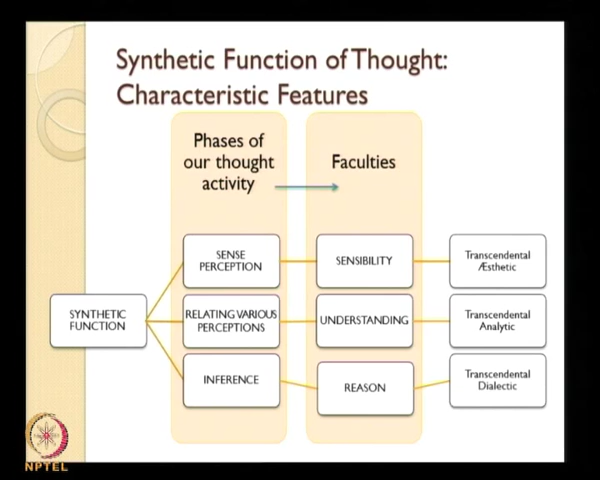 Synthetic Function of Thought:
Characteristic Features
Phases of
our thought
activity
Faculties
SENSE
PERCEPTION
SENSIBILITY
Transcendental
Æsthetic
SYNTHETIC
FUNCTION
RELATING VARIOUS
PERCEPTIONS
UNDERSTANDING
Transcendental
Analytic
INFERENCE
REASON
Transcendental
Dialectic
NPTEL